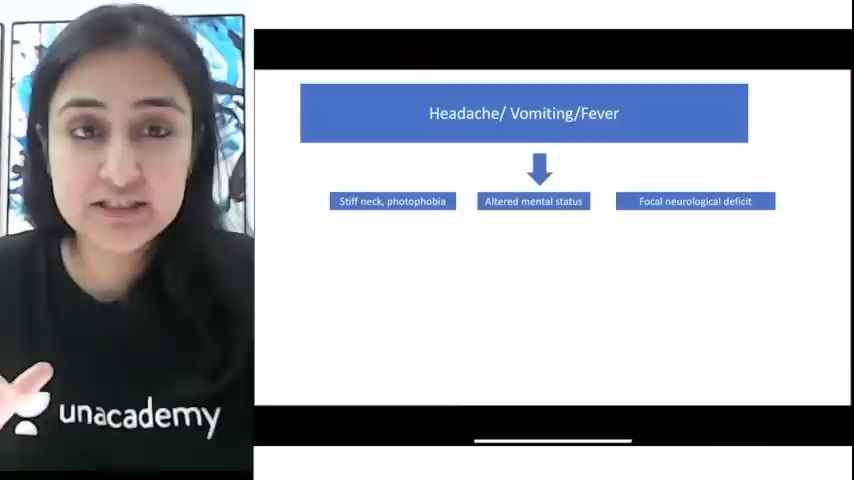 Headache/ Vomiting/Fever
Stiff neck, photophobia
Altered mental status
Focal neurological deficit
unacademy